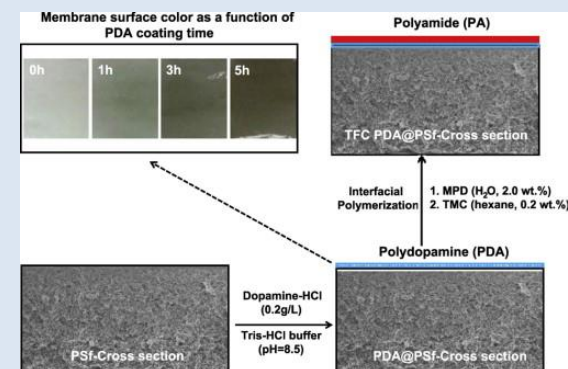 Membrane surface color as a function of
PDA coating time
0h
1h
3h
5h
Polyamide (PA)
TFC PDA@PSf-Cross section
Interfacial
Polymerization
1. MPD (H₂O, 2.0 wt.%)
2. TMC (hexane, 0.2 wt.%)
Polydopamine (PDA)
PSf-Cross section
Dopamine-HCl
(0.2g/L)
Tris-HCl buffer
(pH=8.5)
PDA@PSf-Cross section